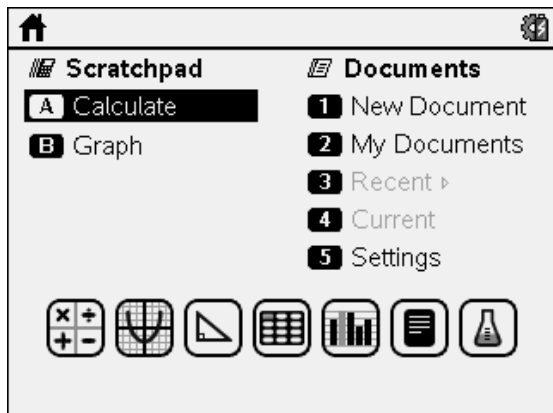 Scratchpad
A Calculate
B Graph
Documents
1 New Document
2 My Documents
3 Recent ▹
4 Current
5 Settings